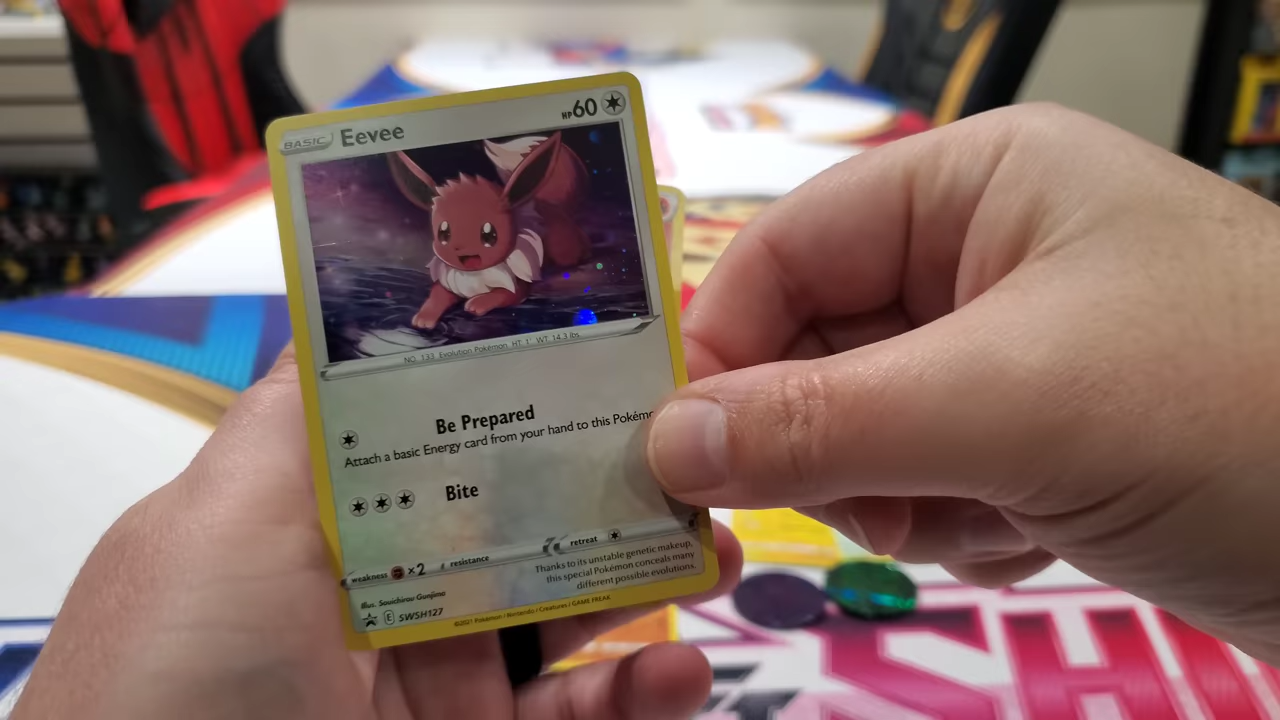 BASIC Eevee HP60
NO. 133 Evolution Pokémon HT. 1' WT. 14.3 lbs.
Be Prepared
Attach a basic Energy card from your hand to this Pokém
Bite
weakness ×2 resistance retreat
Thanks to its unstable genetic makeup,
this special Pokémon conceals many
different possible evolutions.
Illus. Souichirou Gunjima
E SWSH127
©2021 Pokémon / Nintendo / Creatures / GAME FREAK